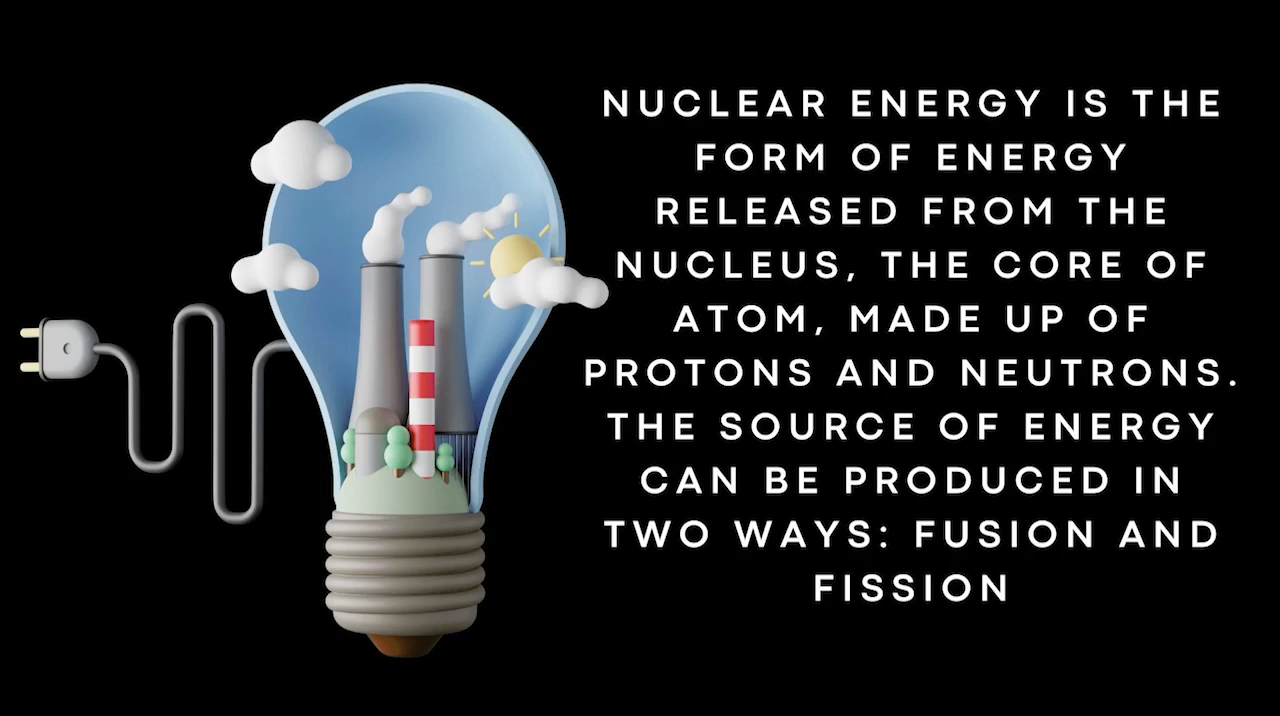 NUCLEAR ENERGY IS THE
FORM OF ENERGY
RELEASED FROM THE
NUCLEUS, THE CORE OF
ATOM, MADE UP OF
PROTONS AND NEUTRONS.
THE SOURCE OF ENERGY
CAN BE PRODUCED IN
TWO WAYS: FUSION AND
FISSION